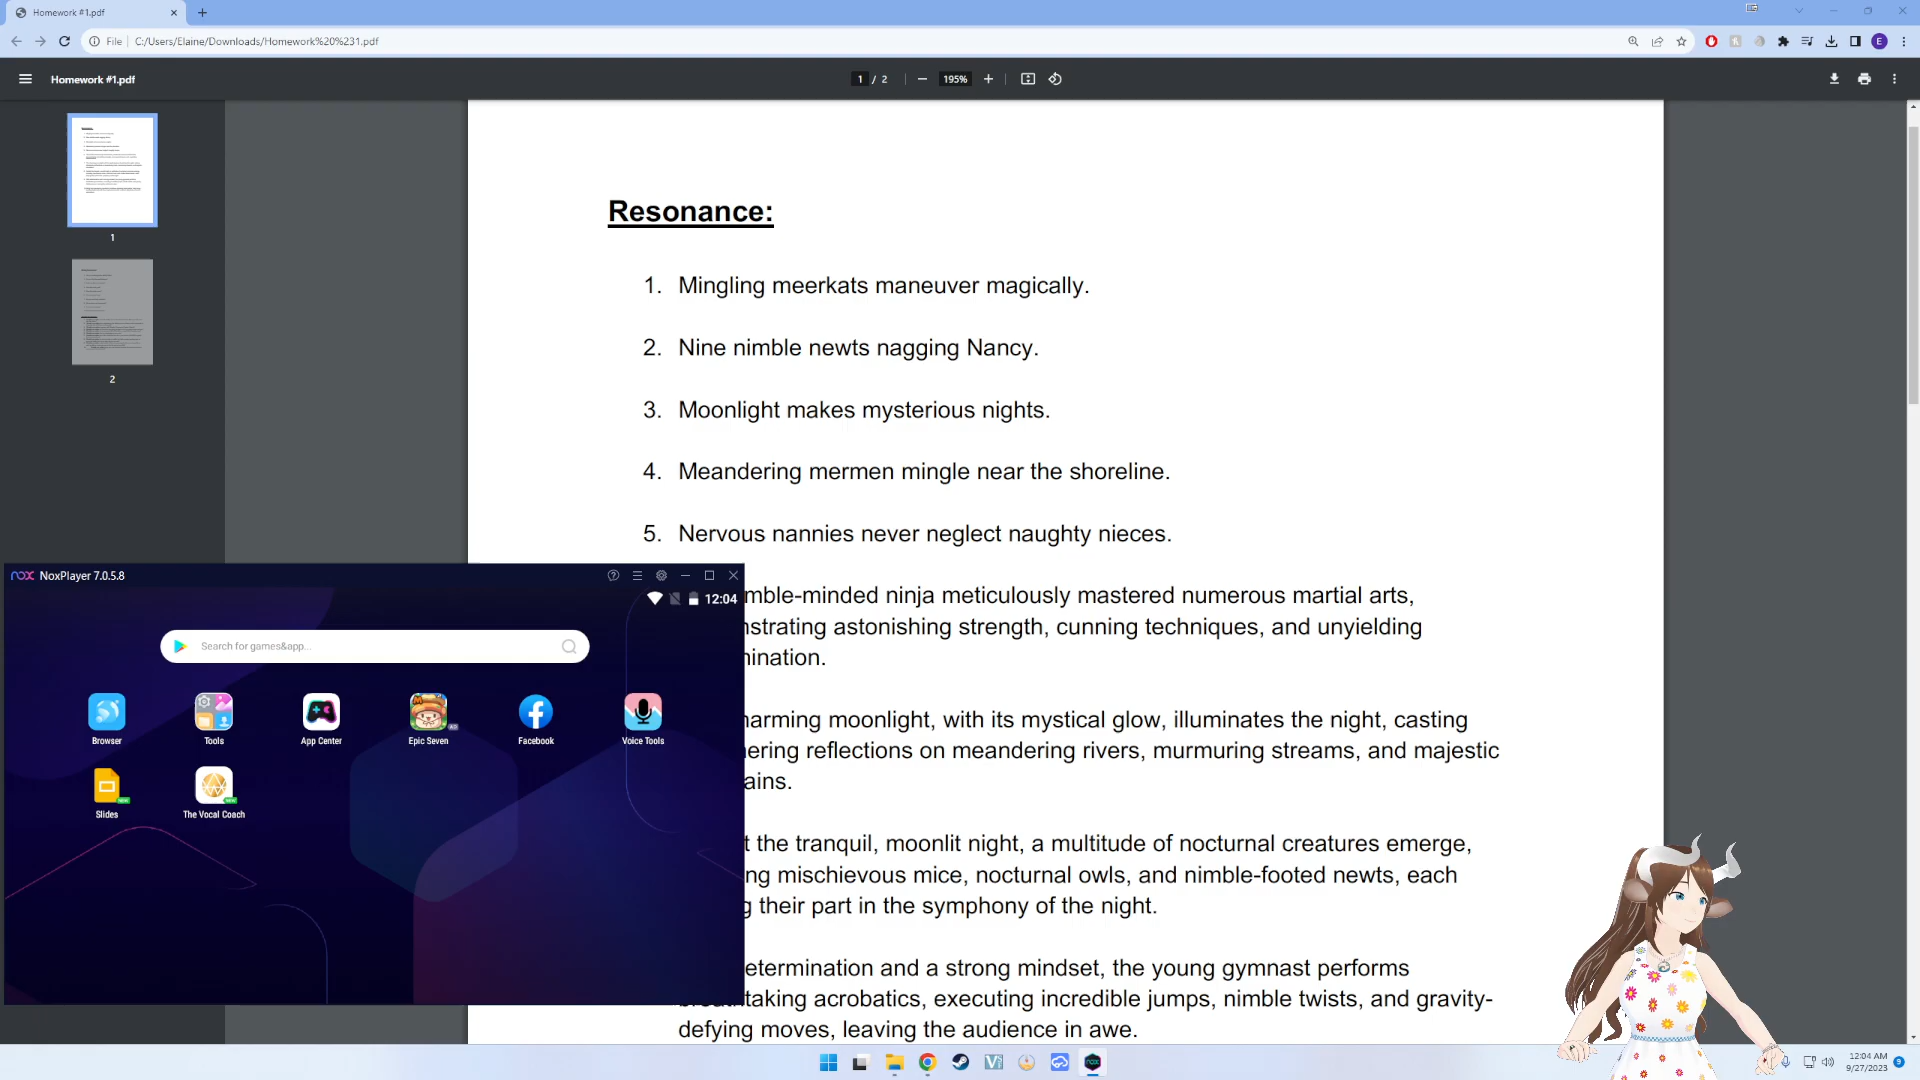 Homework #1.pdf
File
C:/Users/Elaine/Downloads/Homework%20%231.pdf
E
Homework #1.pdf
1 / 2
195%
1
2
Resonance:
1. Mingling meerkats maneuver magically.
2. Nine nimble newts nagging Nancy.
3. Moonlight makes mysterious nights.
4. Meandering mermen mingle near the shoreline.
5. Nervous nannies never neglect naughty nieces.
mble-minded ninja meticulously mastered numerous martial arts,
nstrating astonishing strength, cunning techniques, and unyielding
mination.
harming moonlight, with its mystical glow, illuminates the night, casting
ering reflections on meandering rivers, murmuring streams, and majestic
ains.
t the tranquil, moonlit night, a multitude of nocturnal creatures emerge,
ng mischievous mice, nocturnal owls, and nimble-footed newts, each
g their part in the symphony of the night.
etermination and a strong mindset, the young gymnast performs
breathtaking acrobatics, executing incredible jumps, nimble twists, and gravity-
defying moves, leaving the audience in awe.
nox NoxPlayer 7.0.5.8
12:04
Search for games&app...
Browser
Tools
App Center
Epic Seven
Facebook
Voice Tools
Slides
The Vocal Coach
12:04 AM
9/27/2023
9